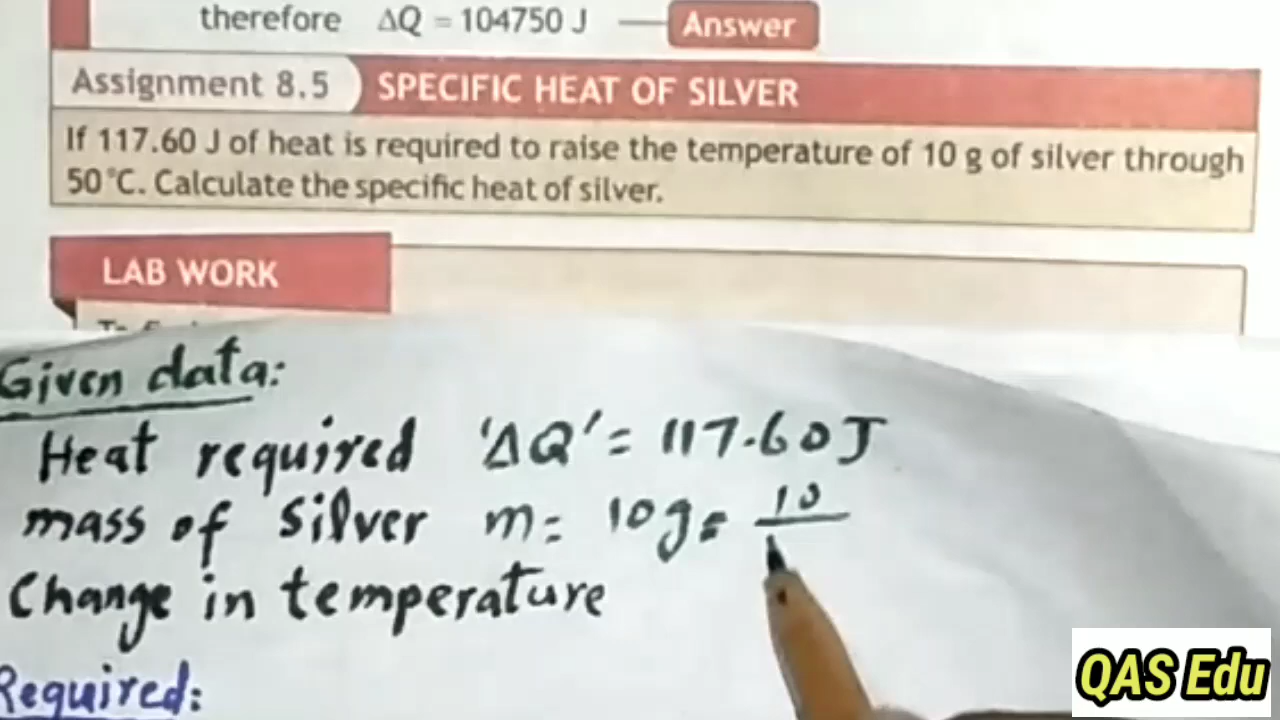 therefore ΔQ = 104750 J — Answer
Assignment 8.5 SPECIFIC HEAT OF SILVER
If 117.60 J of heat is required to raise the temperature of 10 g of silver through
50 °C. Calculate the specific heat of silver.
LAB WORK
Given data:
Heat required 'ΔQ' = 117.60 J
mass of silver m = 10g = 10
Change in temperature
Required:
QAS Edu